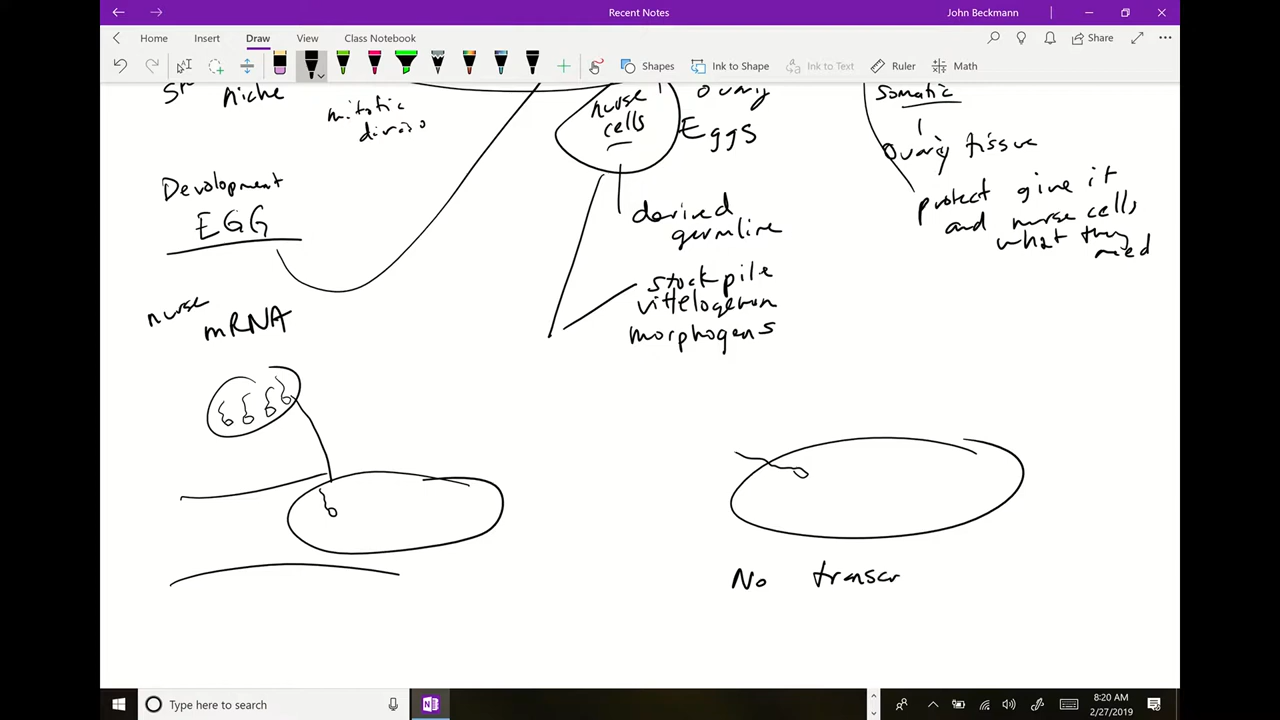 Recent Notes
John Beckmann
Home Insert Draw View Class Notebook
Share
Shapes
Ink to Shape
Ink to Text
Ruler
Math
niche
mitotic
nurse
cells
ovary
Eggs
somatic
ovary tissue
protect give it
and nurse cells
what they
need
Development
EGG
derived
germline
stockpile
morphogens
nurse
mRNA
No transcr
Type here to search
8:20 AM
2/27/2019